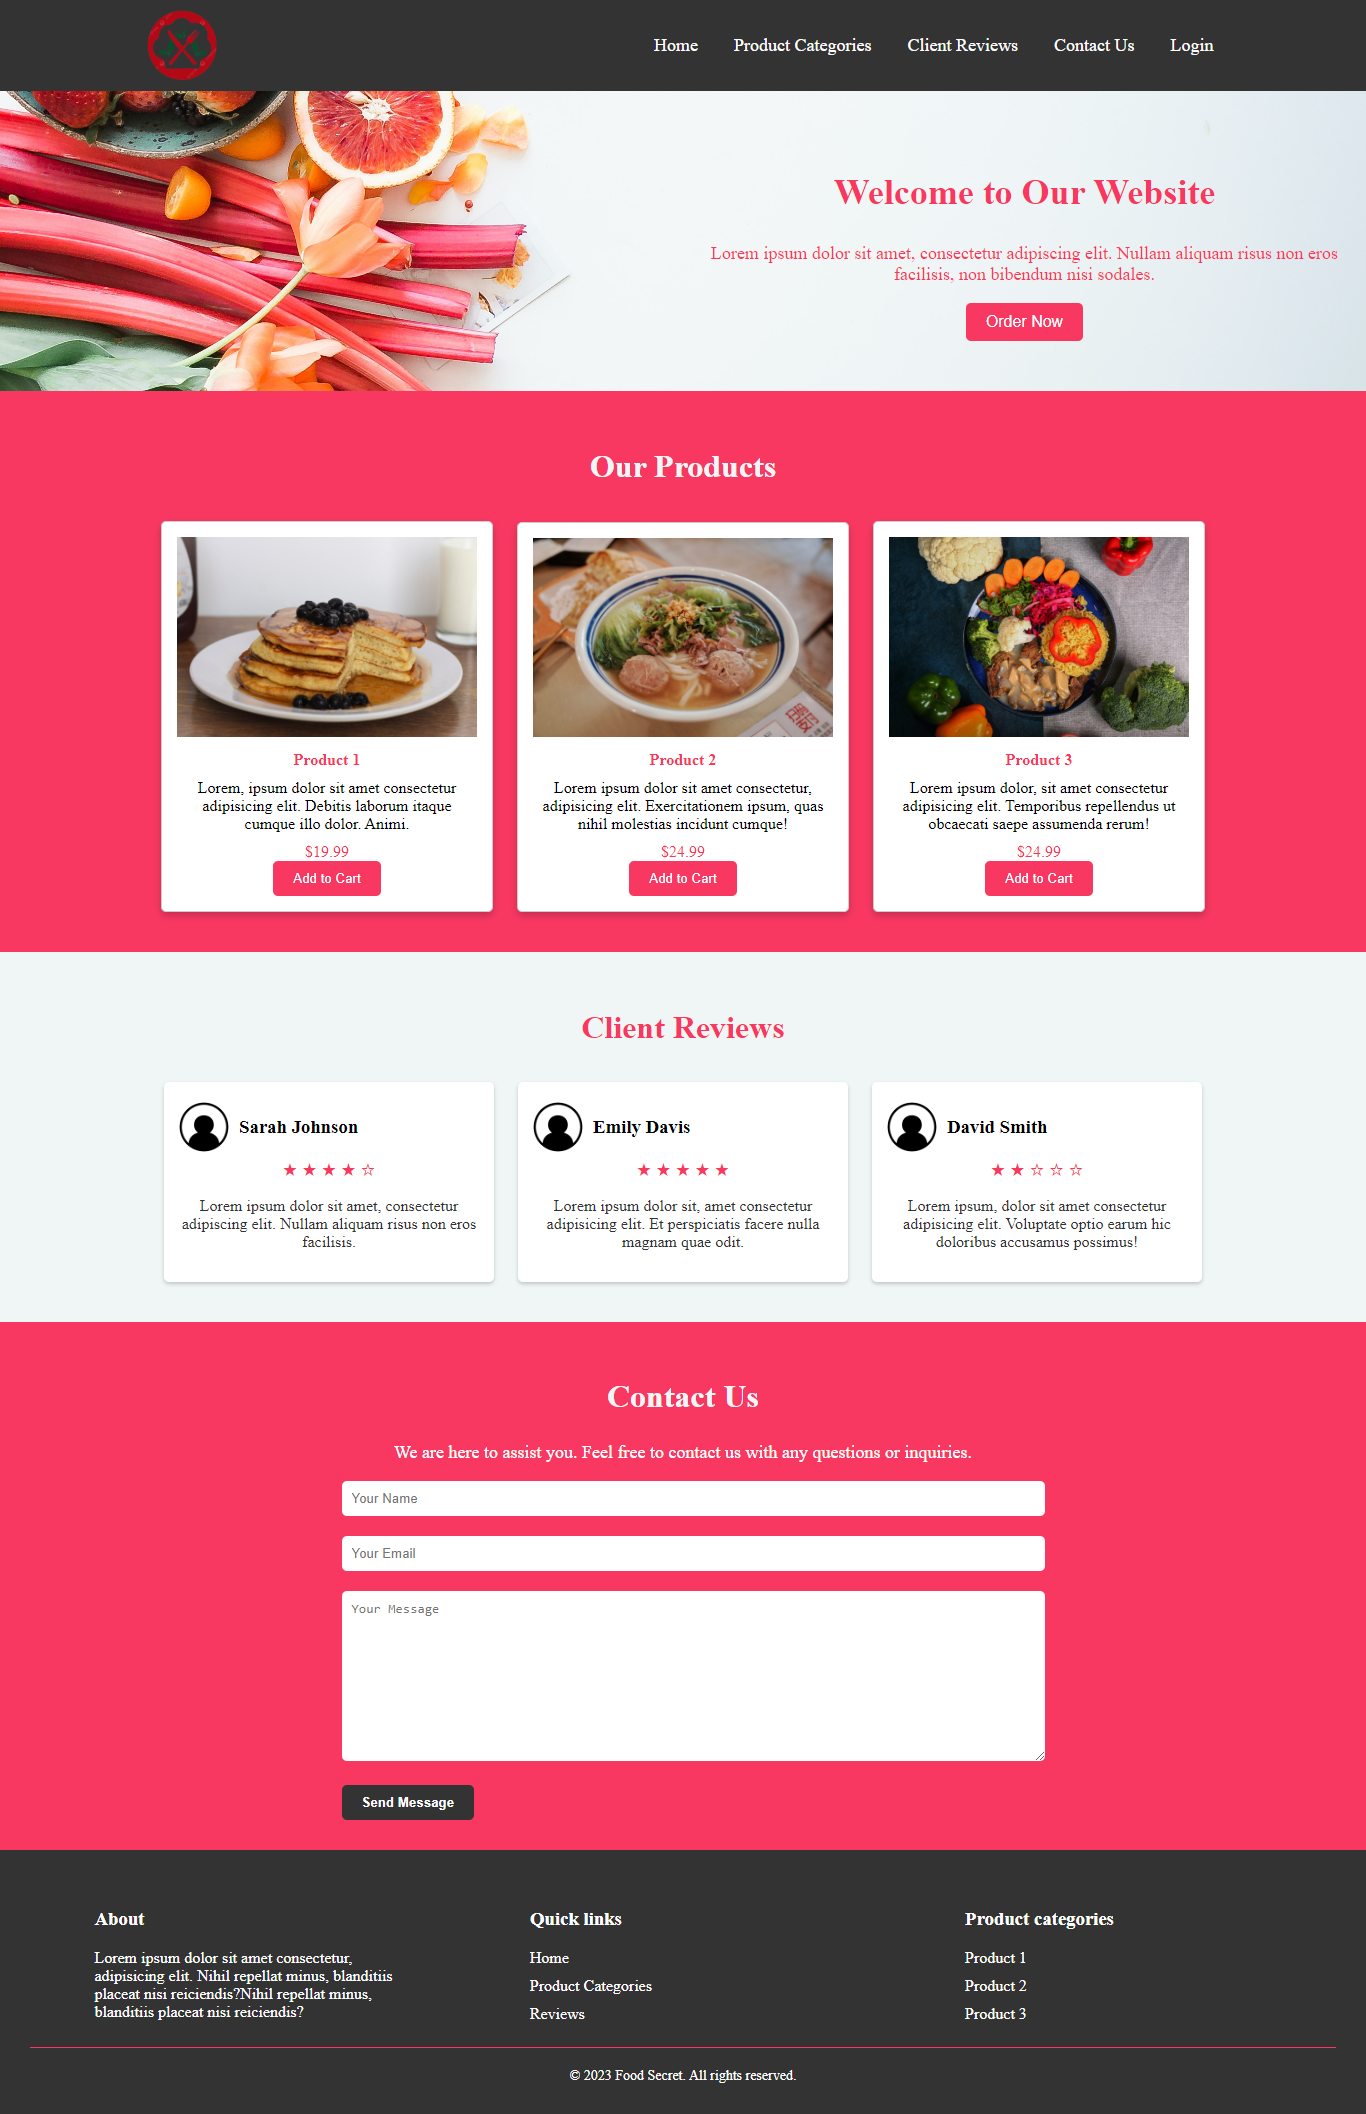 Home Product Categories Client Reviews Contact Us Login
Welcome to Our Website
Lorem ipsum dolor sit amet, consectetur adipiscing elit. Nullam aliquam risus non eros
facilisis, non bibendum nisi sodales.
Order Now
Our Products
Product 1
Lorem, ipsum dolor sit amet consectetur
adipisicing elit. Debitis laborum itaque
cumque illo dolor. Animi.
$19.99
Add to Cart
Product 2
Lorem ipsum dolor sit amet consectetur,
adipisicing elit. Exercitationem ipsum, quas
nihil molestias incidunt cumque!
$24.99
Add to Cart
Product 3
Lorem ipsum dolor, sit amet consectetur
adipisicing elit. Temporibus repellendus ut
obcaecati saepe assumenda rerum!
$24.99
Add to Cart
Client Reviews
Sarah Johnson
★ ★ ★ ★ ☆
Lorem ipsum dolor sit amet, consectetur
adipiscing elit. Nullam aliquam risus non eros
facilisis.
Emily Davis
★ ★ ★ ★ ★
Lorem ipsum dolor sit, amet consectetur
adipisicing elit. Et perspiciatis facere nulla
magnam quae odit.
David Smith
★ ★ ☆ ☆ ☆
Lorem ipsum, dolor sit amet consectetur
adipisicing elit. Voluptate optio earum hic
doloribus accusamus possimus!
Contact Us
We are here to assist you. Feel free to contact us with any questions or inquiries.
Your Name
Your Email
Your Message
Send Message
About
Lorem ipsum dolor sit amet consectetur,
adipisicing elit. Nihil repellat minus, blanditiis
placeat nisi reiciendis?Nihil repellat minus,
blanditiis placeat nisi reiciendis?
Quick links
Home
Product Categories
Reviews
Product categories
Product 1
Product 2
Product 3
© 2023 Food Secret. All rights reserved.